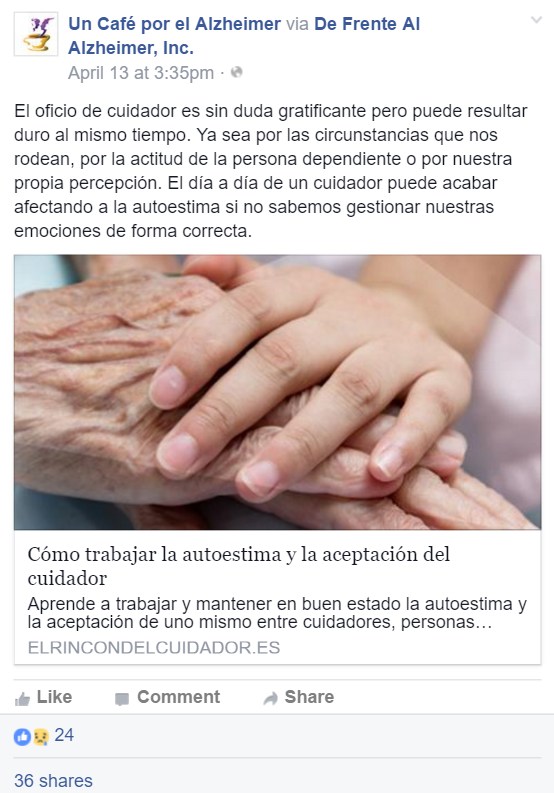 Un Café por el Alzheimer via De Frente Al
Alzheimer, Inc.
April 13 at 3:35pm ·
El oficio de cuidador es sin duda gratificante pero puede resultar
duro al mismo tiempo. Ya sea por las circunstancias que nos
rodean, por la actitud de la persona dependiente o por nuestra
propia percepción. El día a día de un cuidador puede acabar
afectando a la autoestima si no sabemos gestionar nuestras
emociones de forma correcta.
Cómo trabajar la autoestima y la aceptación del
cuidador
Aprende a trabajar y mantener en buen estado la autoestima y
la aceptación de uno mismo entre cuidadores, personas…
ELRINCONDELCUIDADOR.ES
Like Comment Share
24
36 shares